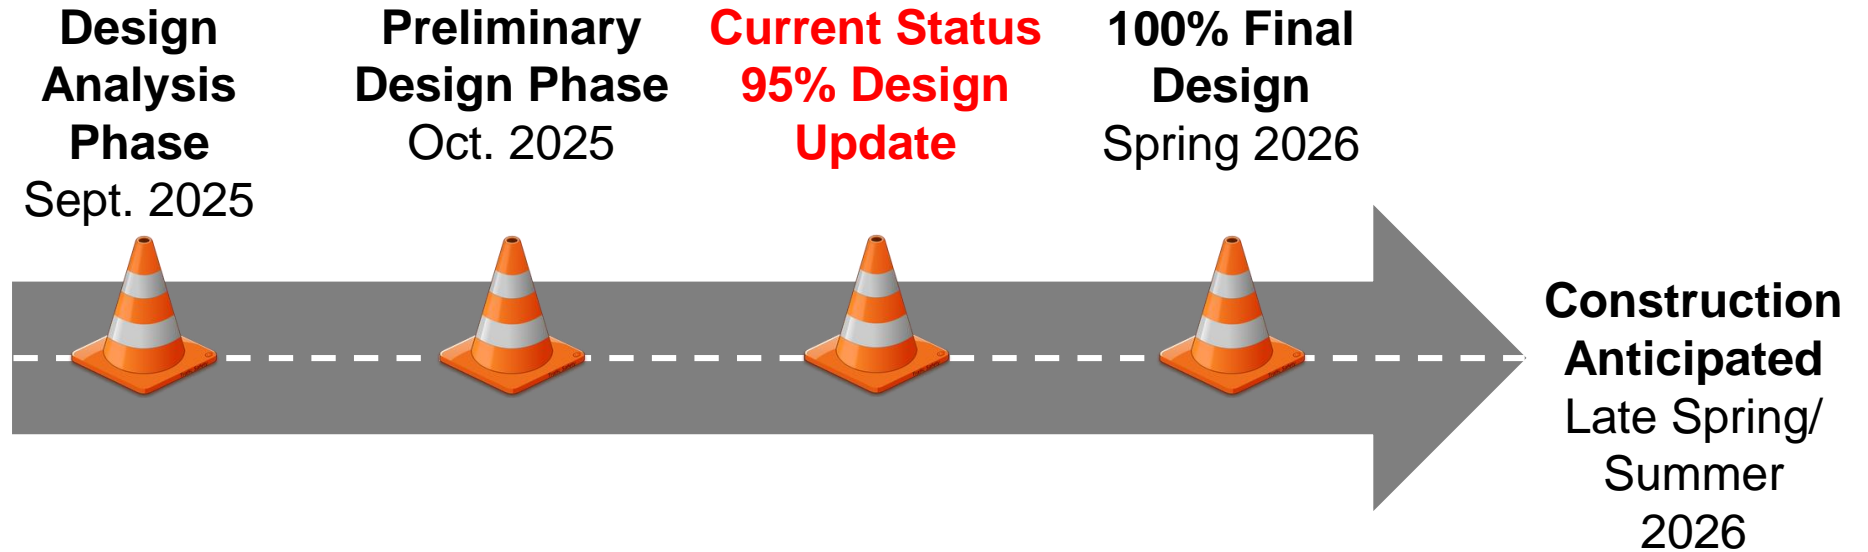 Design
Analysis
Phase
Sept. 2025
Preliminary
Design Phase
Oct. 2025
Current Status
95% Design
Update
100% Final
Design
Spring 2026
Construction
Anticipated
Late Spring/
Summer
2026